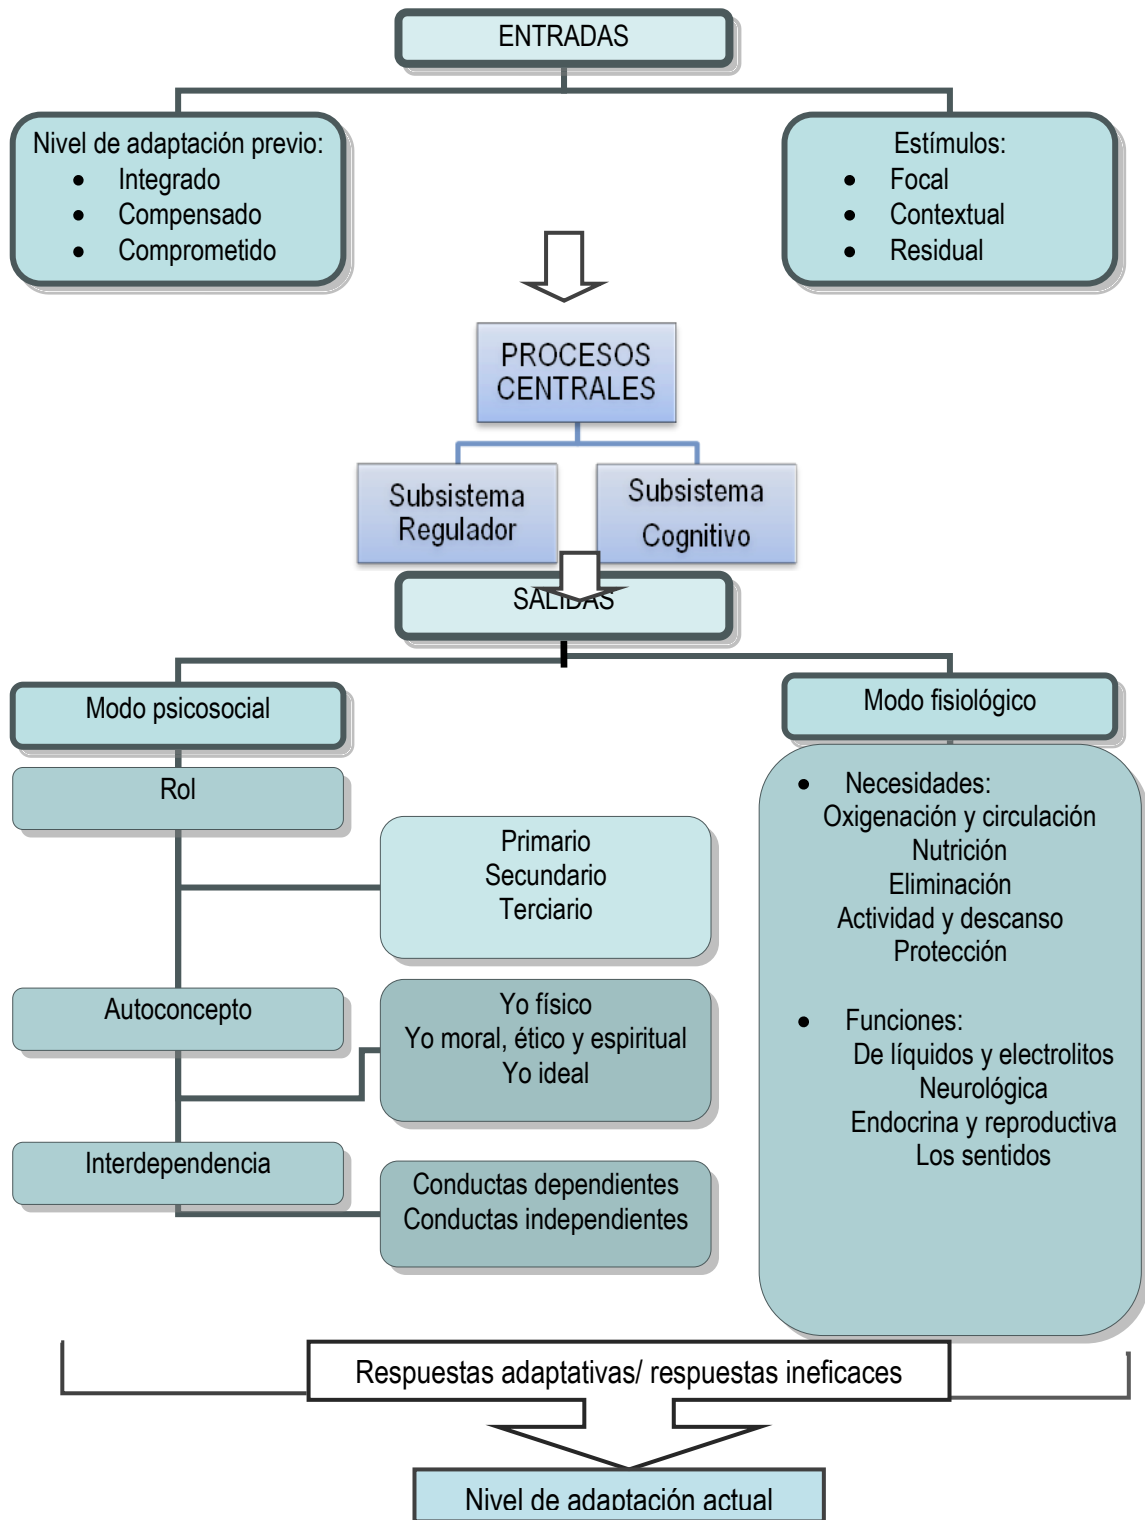 ENTRADAS
Nivel de adaptación previo:
• Integrado
• Compensado
• Comprometido
Estímulos:
• Focal
• Contextual
• Residual
PROCESOS
CENTRALES
Subsistema
Regulador
Subsistema
Cognitivo
SALIDAS
Modo psicosocial
Rol
Primario
Secundario
Terciario
Autoconcepto
Yo físico
Yo moral, ético y espiritual
Yo ideal
Interdependencia
Conductas dependientes
Conductas independientes
Modo fisiológico
• Necesidades:
Oxigenación y circulación
Nutrición
Eliminación
Actividad y descanso
Protección
• Funciones:
De líquidos y electrolitos
Neurológica
Endocrina y reproductiva
Los sentidos
Respuestas adaptativas/ respuestas ineficaces
Nivel de adaptación actual